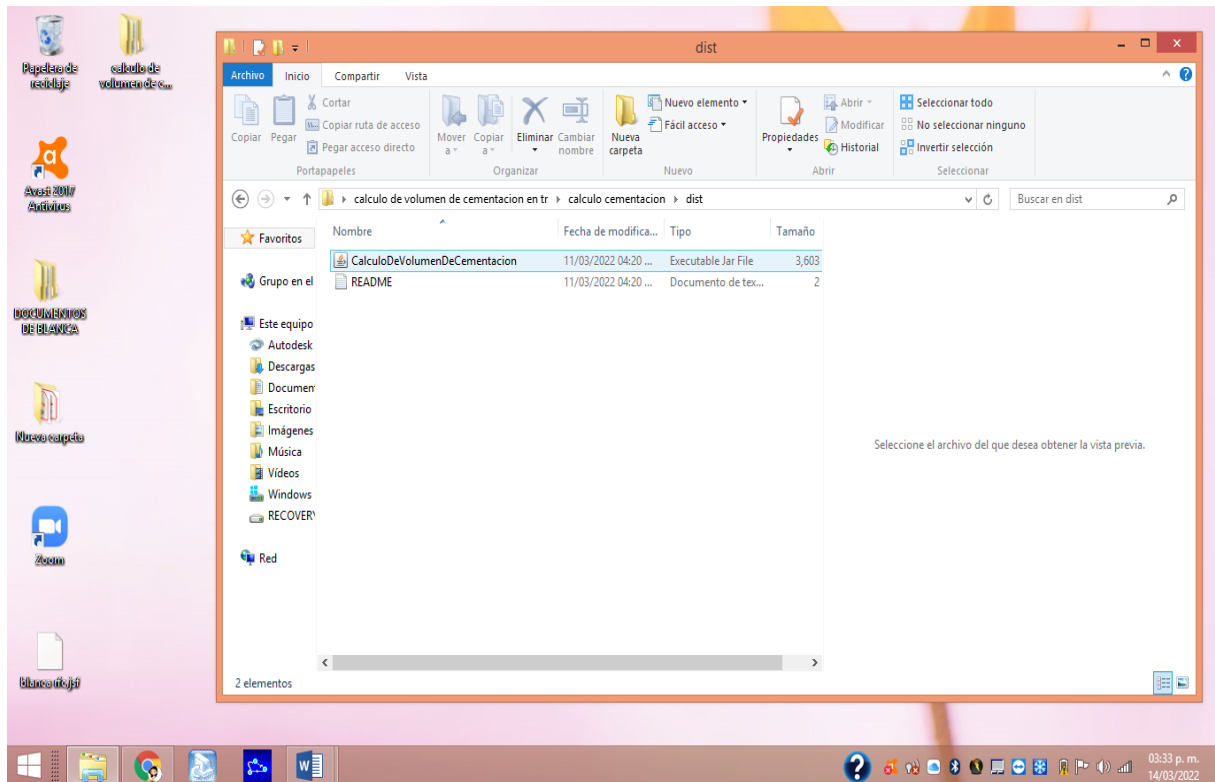 Papelera de
reciclaje
calculo de
volumen de c...
Avast 2017
Antivirus
DOCUMENTOS
DE BLANCA
Nueva carpeta
Zoom
dist
Archivo Inicio Compartir Vista
Copiar Pegar
Cortar
Copiar ruta de acceso
Pegar acceso directo
Portapapeles
Mover a
Copiar a
Eliminar
Cambiar nombre
Organizar
Nueva carpeta
Nuevo elemento
Fácil acceso
Nuevo
Propiedades
Abrir
Modificar
Historial
Abrir
Seleccionar todo
No seleccionar ninguno
Invertir selección
Seleccionar
calculo de volumen de cementacion en tr calculo cementacion dist
Buscar en dist
Favoritos
Grupo en el
Este equipo
Autodesk
Descargas
Documen
Escritorio
Imágenes
Música
Vídeos
Windows
RECOVERY
Red
Nombre Fecha de modifica... Tipo Tamaño
CalculoDeVolumenDeCementacion 11/03/2022 04:20 ... Executable Jar File 3,603
README 11/03/2022 04:20 ... Documento de tex... 2
Seleccione el archivo del que desea obtener la vista previa.
2 elementos
03:33 p. m.
14/03/2022